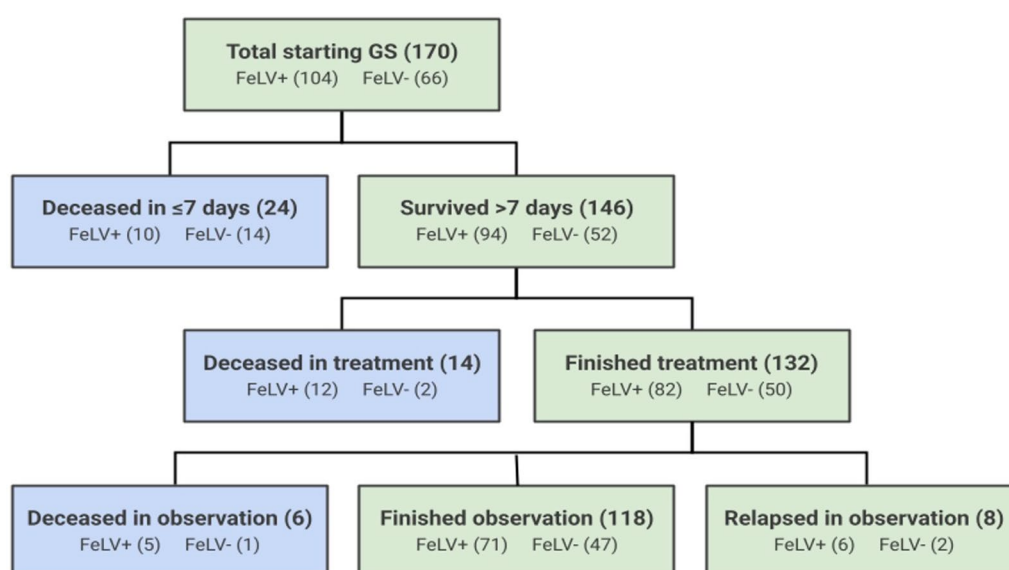 Total starting GS (170)
FeLV+ (104) FeLV- (66)
Deceased in ≤7 days (24)
FeLV+ (10) FeLV- (14)
Survived >7 days (146)
FeLV+ (94) FeLV- (52)
Deceased in treatment (14)
FeLV+ (12) FeLV- (2)
Finished treatment (132)
FeLV+ (82) FeLV- (50)
Deceased in observation (6)
FeLV+ (5) FeLV- (1)
Finished observation (118)
FeLV+ (71) FeLV- (47)
Relapsed in observation (8)
FeLV+ (6) FeLV- (2)